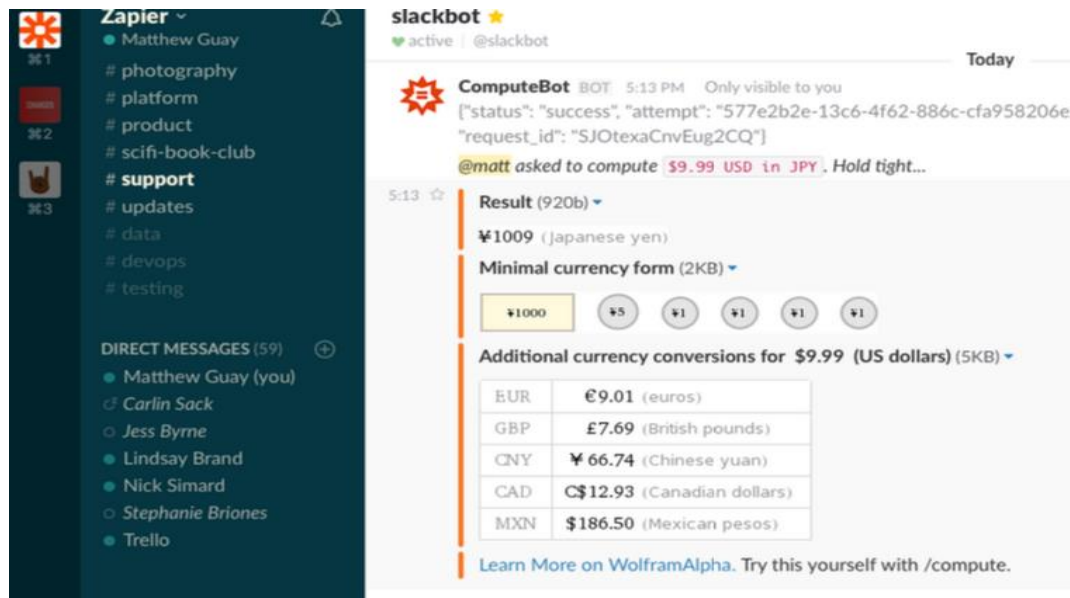 Zapier
Matthew Guay
# photography
# platform
# product
# scifi-book-club
# support
# updates
# data
# devops
# testing
DIRECT MESSAGES (59)
Matthew Guay (you)
Carlin Sack
Jess Byrne
Lindsay Brand
Nick Simard
Stephanie Briones
Trello
⌘1
⌘2
⌘3
slackbot
active | @slackbot
Today
ComputeBot BOT 5:13 PM Only visible to you
{"status": "success", "attempt": "577e2b2e-13c6-4f62-886c-cfa958206e
"request_id": "SJOtexaCnvEug2CQ"}
@matt asked to compute $9.99 USD in JPY . Hold tight...
5:13
Result (920b)
¥1009 (Japanese yen)
Minimal currency form (2KB)
¥1000 ¥5 ¥1 ¥1 ¥1 ¥1
Additional currency conversions for $9.99 (US dollars) (5KB)
EUR €9.01 (euros)
GBP £7.69 (British pounds)
CNY ¥66.74 (Chinese yuan)
CAD C$12.93 (Canadian dollars)
MXN $186.50 (Mexican pesos)
Learn More on WolframAlpha. Try this yourself with /compute.